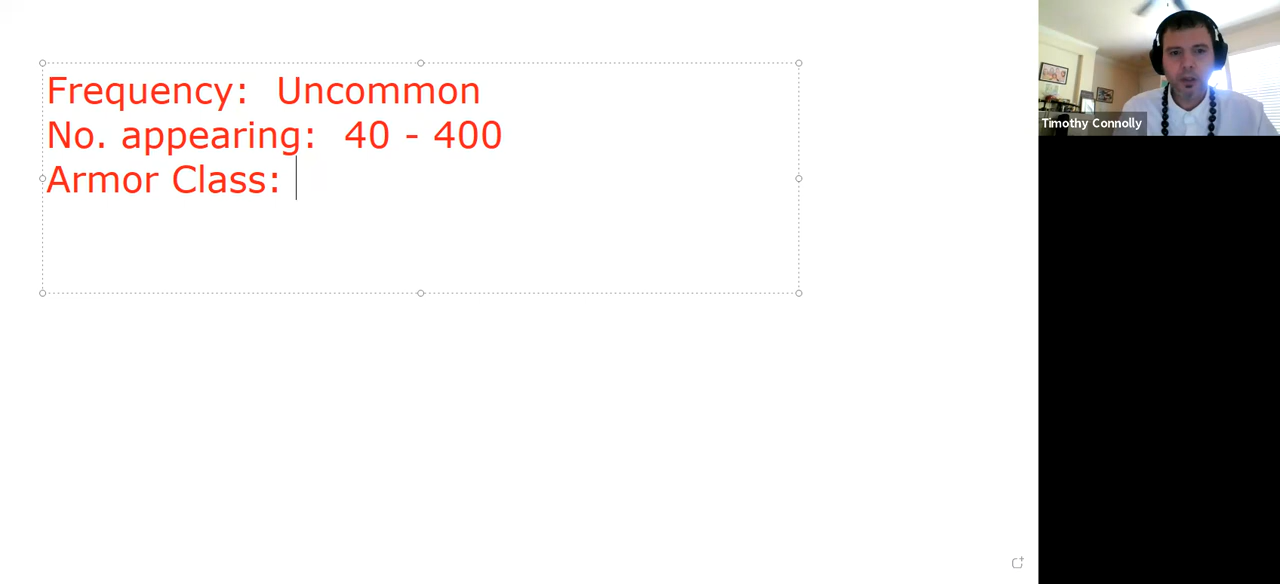 Frequency:  Uncommon
No. appearing:  40 - 400
Armor Class:
Timothy Connolly